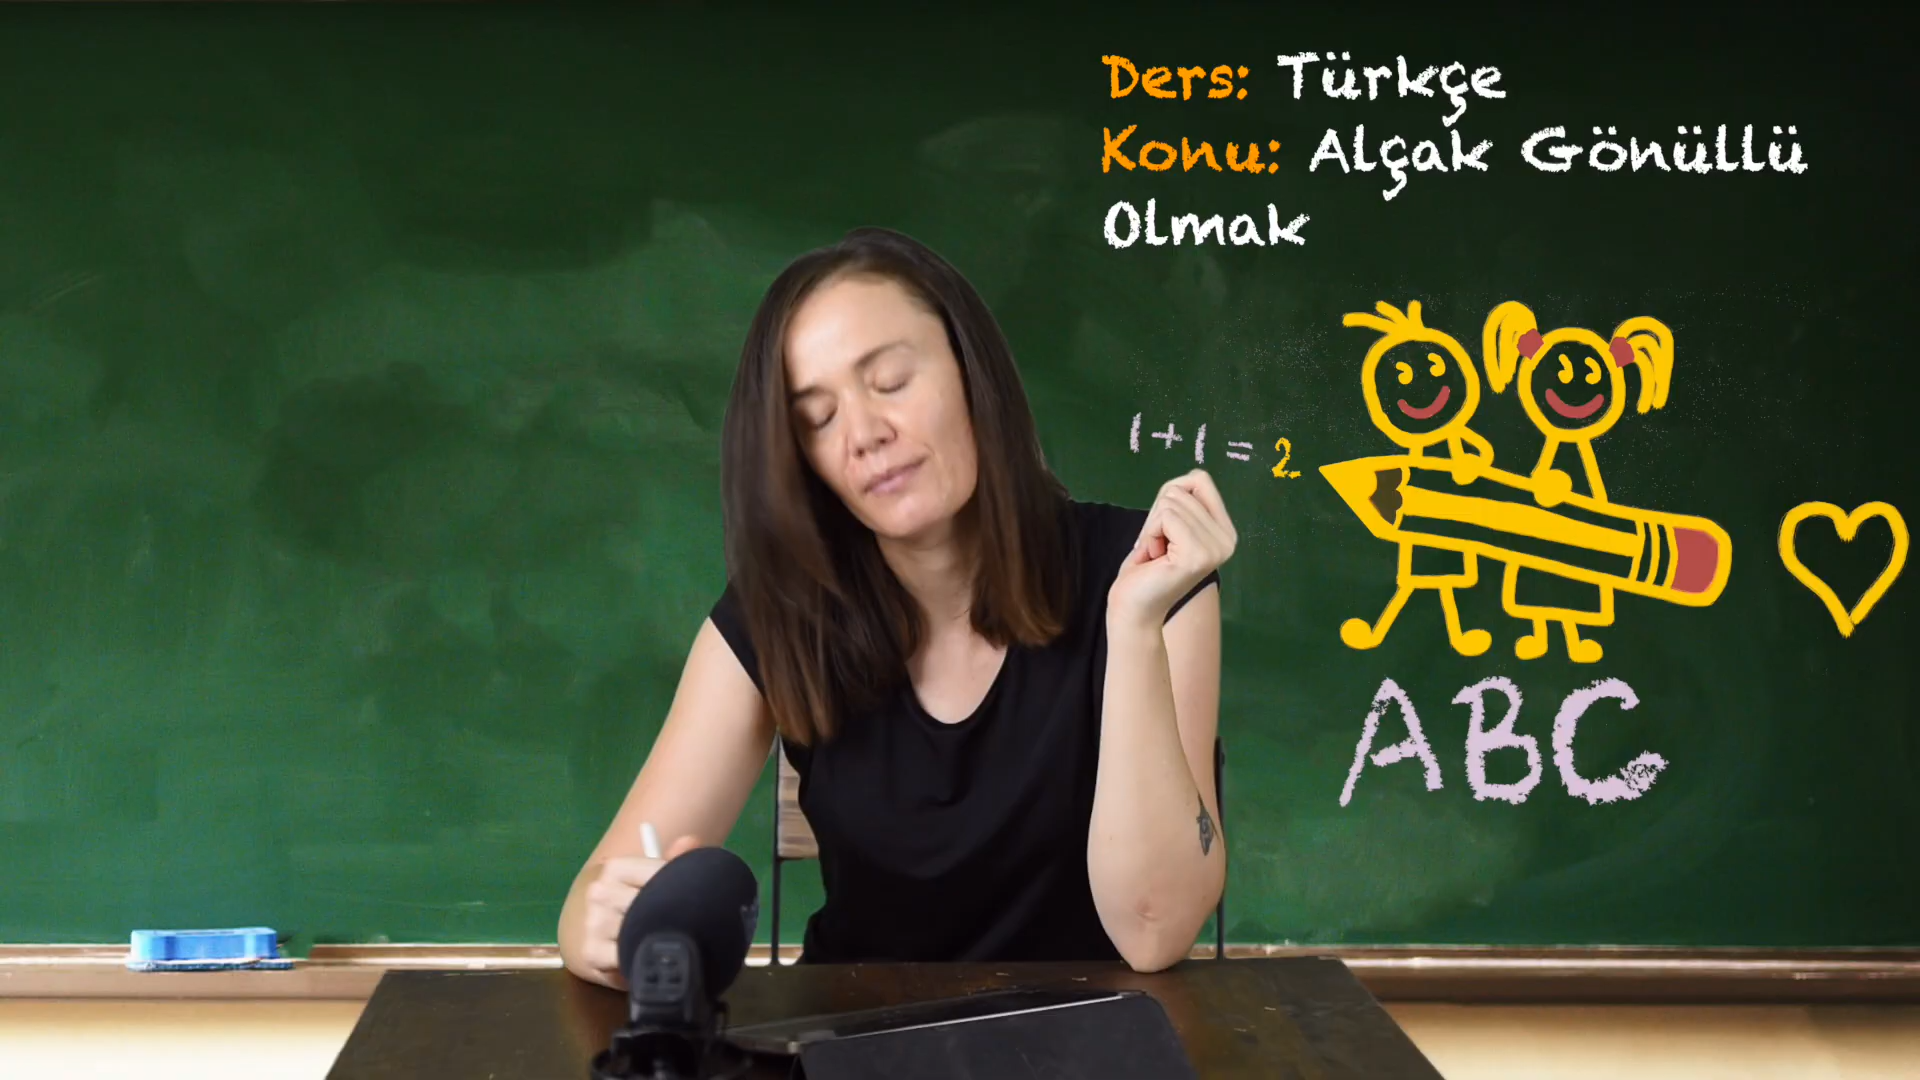 Ders: Türkçe
Konu: Alçak Gönüllü
Olmak
1+1 = 2
ABC